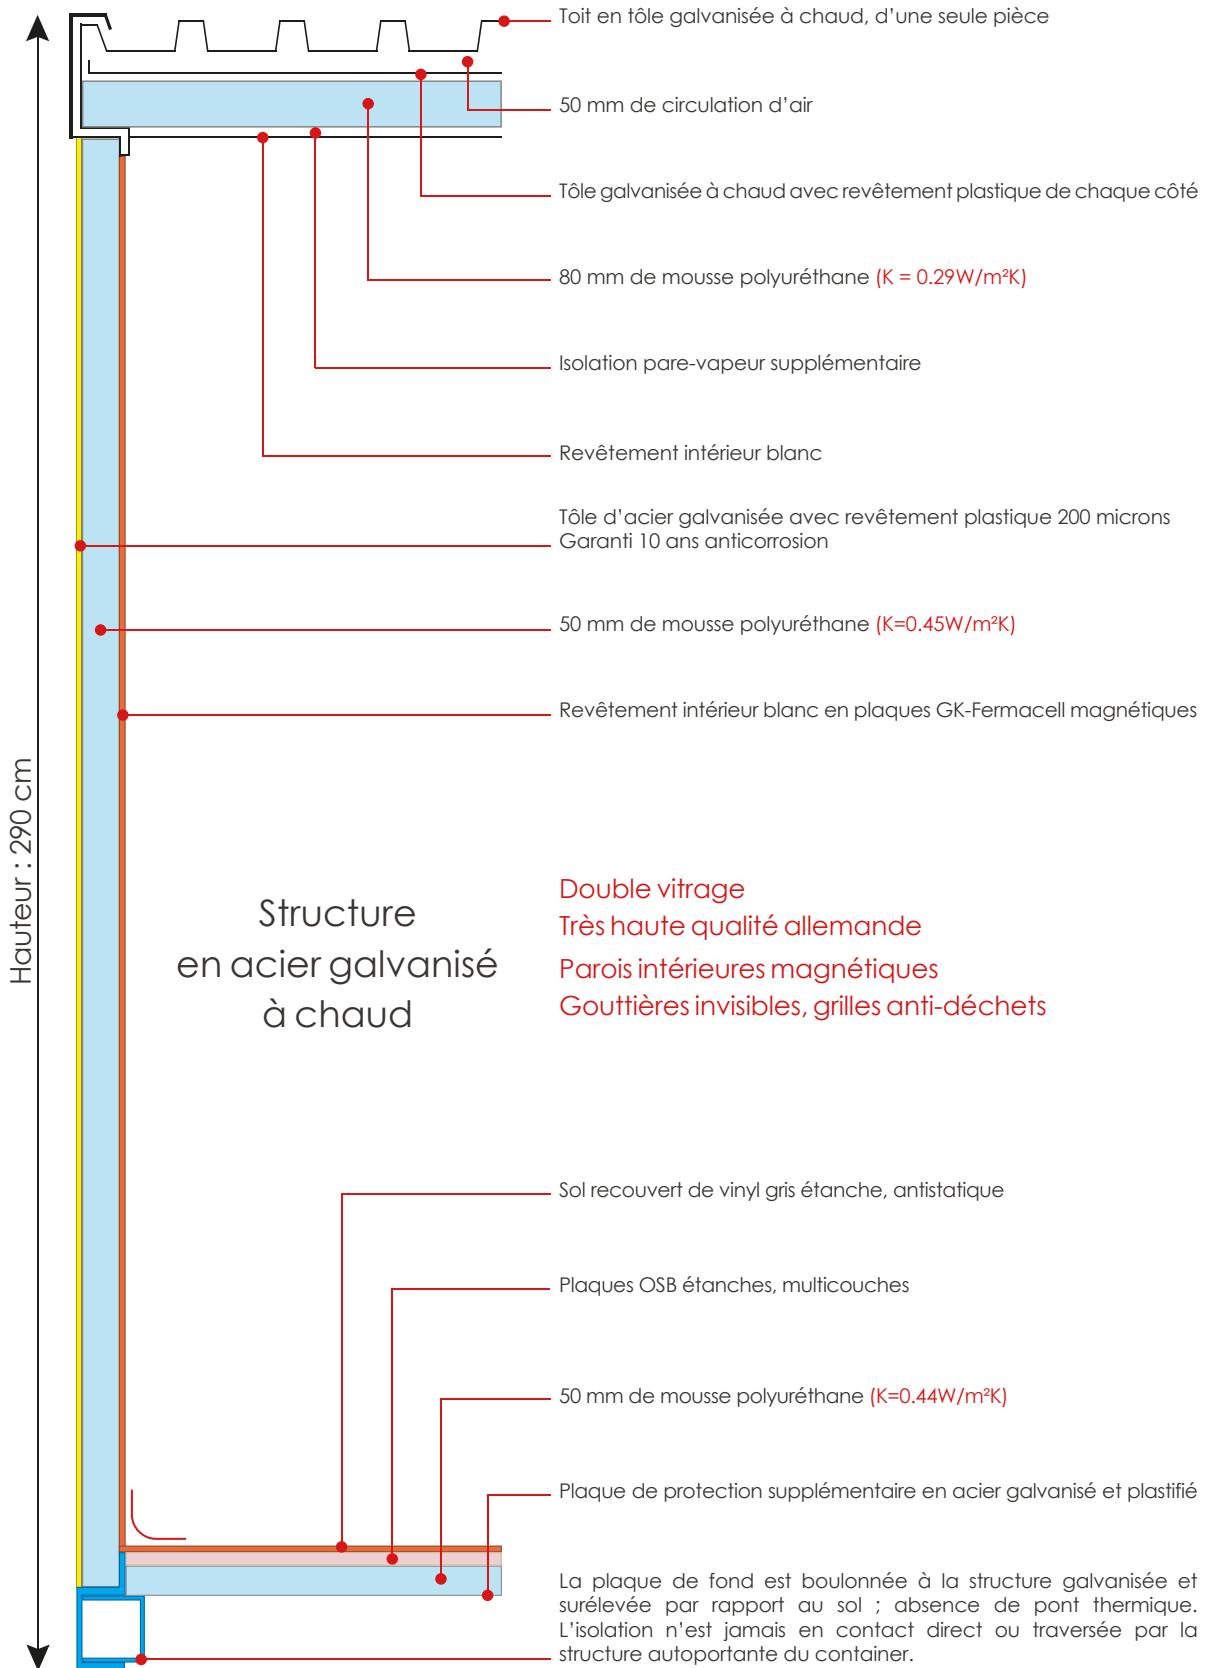 Toit en tôle galvanisée à chaud, d'une seule pièce
50 mm de circulation d'air
Tôle galvanisée à chaud avec revêtement plastique de chaque côté
80 mm de mousse polyuréthane (K = 0.29W/m²K)
Isolation pare-vapeur supplémentaire
Revêtement intérieur blanc
Tôle d'acier galvanisée avec revêtement plastique 200 microns
Garanti 10 ans anticorrosion
50 mm de mousse polyuréthane (K=0.45W/m²K)
Revêtement intérieur blanc en plaques GK-Fermacell magnétiques
Hauteur : 290 cm
Structure
en acier galvanisé
à chaud
Double vitrage
Très haute qualité allemande
Parois intérieures magnétiques
Gouttières invisibles, grilles anti-déchets
Sol recouvert de vinyl gris étanche, antistatique
Plaques OSB étanches, multicouches
50 mm de mousse polyuréthane (K=0.44W/m²K)
Plaque de protection supplémentaire en acier galvanisé et plastifié
La plaque de fond est boulonnée à la structure galvanisée et
surélevée par rapport au sol ; absence de pont thermique.
L'isolation n'est jamais en contact direct ou traversée par la
structure autoportante du container.